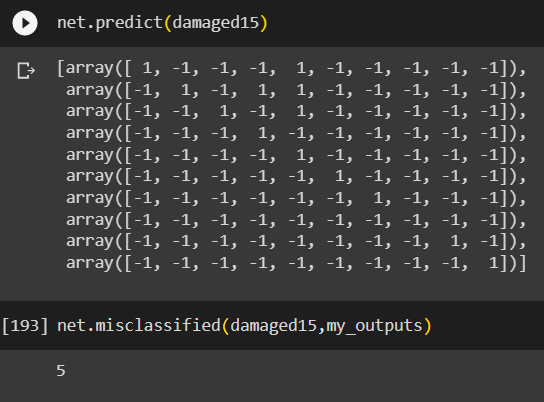 net.predict(damaged15)
[array([ 1, -1, -1, -1,  1, -1, -1, -1, -1, -1]),
 array([-1,  1, -1,  1,  1, -1, -1, -1, -1, -1]),
 array([-1, -1,  1, -1,  1, -1, -1, -1, -1, -1]),
 array([-1, -1, -1,  1, -1, -1, -1, -1, -1, -1]),
 array([-1, -1, -1, -1,  1, -1, -1, -1, -1, -1]),
 array([-1, -1, -1, -1, -1,  1, -1, -1, -1, -1]),
 array([-1, -1, -1, -1, -1, -1,  1, -1, -1, -1]),
 array([-1, -1, -1, -1, -1, -1, -1, -1, -1, -1]),
 array([-1, -1, -1, -1, -1, -1, -1, -1,  1, -1]),
 array([-1, -1, -1, -1, -1, -1, -1, -1, -1,  1])]
[193] net.misclassified(damaged15,my_outputs)
5